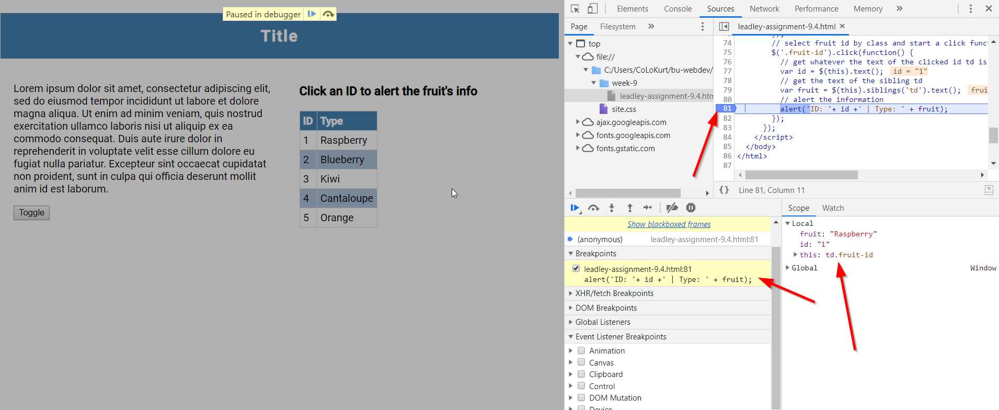 Paused in debugger
Title
Lorem ipsum dolor sit amet, consectetur adipiscing elit,
sed do eiusmod tempor incididunt ut labore et dolore
magna aliqua. Ut enim ad minim veniam, quis nostrud
exercitation ullamco laboris nisi ut aliquip ex ea
commodo consequat. Duis aute irure dolor in
reprehenderit in voluptate velit esse cillum dolore eu
fugiat nulla pariatur. Excepteur sint occaecat cupidatat
non proident, sunt in culpa qui officia deserunt mollit
anim id est laborum.
Toggle
Click an ID to alert the fruit's info
ID Type
1 Raspberry
2 Blueberry
3 Kiwi
4 Cantaloupe
5 Orange
Elements Console Sources Network Performance Memory »
Page Filesystem »
top
file://
C:/Users/CoLoKurt/bu-webdev/
week-9
leadley-assignment-9.4.htm
site.css
ajax.googleapis.com
fonts.googleapis.com
fonts.gstatic.com
leadley-assignment-9.4.html ×
});
74 // select fruit id by class and start a click func
75 $('.fruit-id').click(function() {
76 // get whatever the text of the clicked id td is
77 var id = $(this).text(); id = "1"
78 // get the text of the sibling td
79 var fruit = $(this).siblings('td').text(); frui
80 // alert the information
81 alert('ID: '+ id +' | Type: ' + fruit);
82 });
83 });
84 </script>
85 </body>
86 </html>
87
{} Line 81, Column 11
Show blackboxed frames
(anonymous) leadley-assignment-9.4.html:81
Breakpoints
leadley-assignment-9.4.html:81
alert('ID: '+ id +' | Type: ' + fruit);
XHR/fetch Breakpoints
DOM Breakpoints
Global Listeners
Event Listener Breakpoints
Animation
Canvas
Clipboard
Control
DOM Mutation
Device
Scope Watch
Local
fruit: "Raspberry"
id: "1"
this: td.fruit-id
Global Window